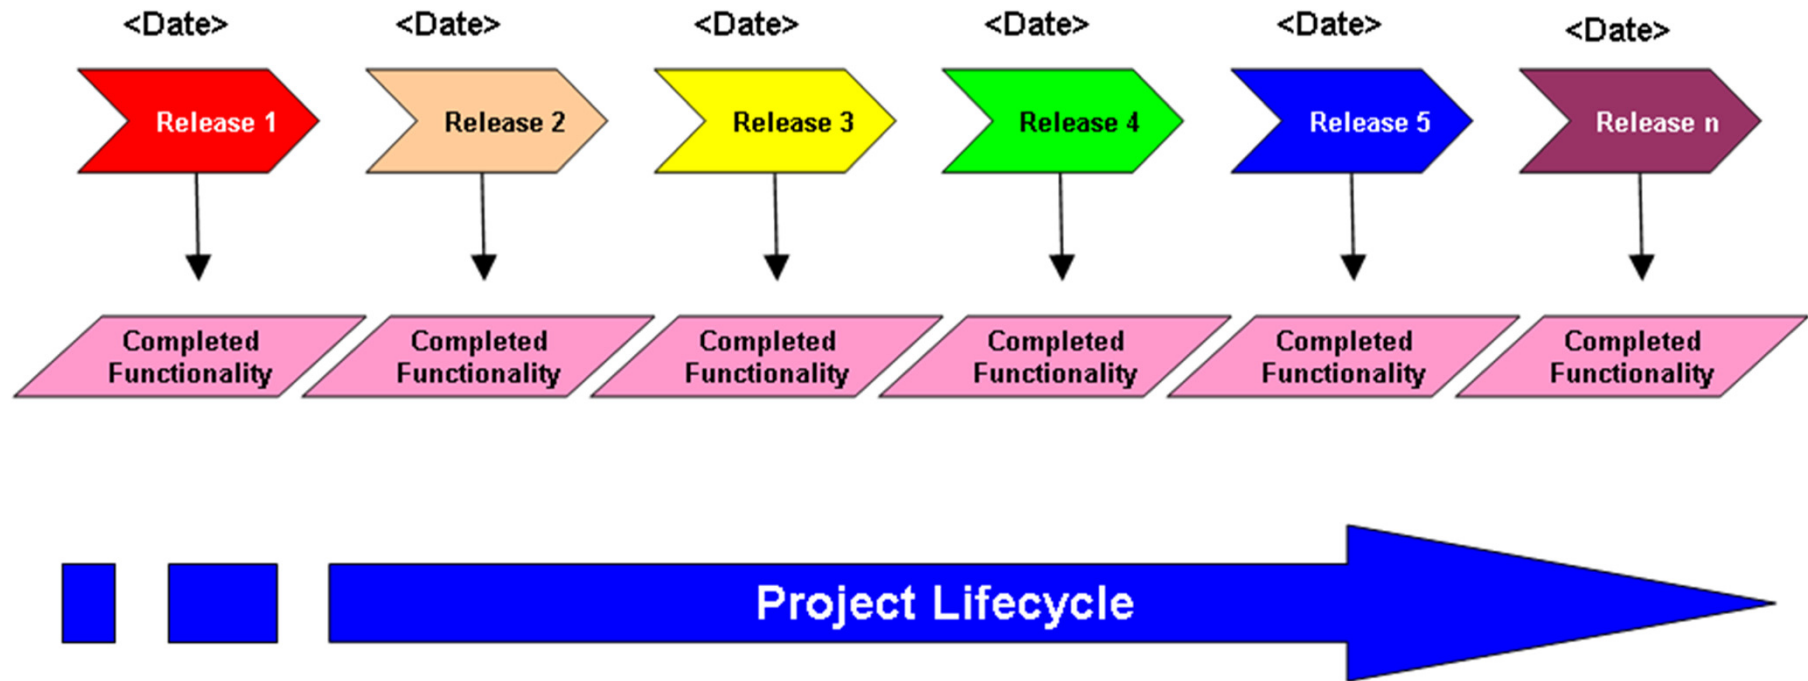 <Date> <Date> <Date> <Date> <Date> <Date>
Release 1 Release 2 Release 3 Release 4 Release 5 Release n
Completed Completed Completed Completed Completed Completed
Functionality Functionality Functionality Functionality Functionality Functionality
Project Lifecycle